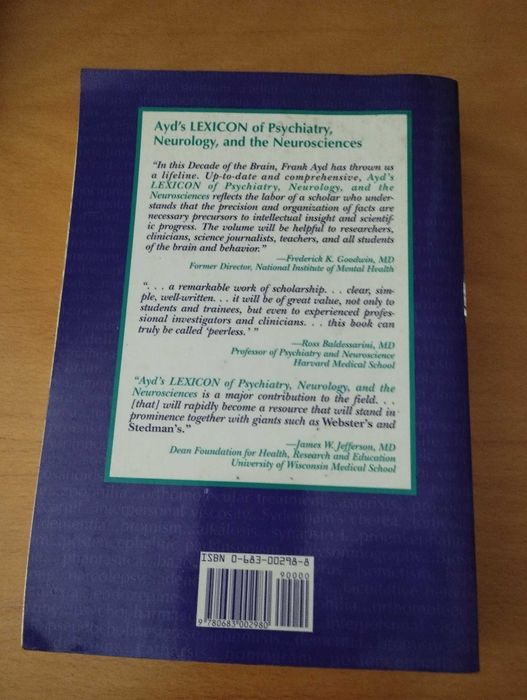 Ayd's LEXICON of Psychiatry,
Neurology, and the Neurosciences
"In this Decade of the Brain, Frank Ayd has thrown us
a lifeline. Up-to-date and comprehensive, Ayd's
LEXICON of Psychiatry, Neurology, and the
Neurosciences reflects the labor of a scholar who under-
stands that the precision and organization of facts are
necessary precursors to intellectual insight and scientif-
ic progress. The volume will be helpful to researchers,
clinicians, science journalists, teachers, and all students
of the brain and behavior."
—Frederick K. Goodwin, MD
Former Director, National Institute of Mental Health
". . . a remarkable work of scholarship. . . clear, sim-
ple, well-written. . . it will be of great value, not only to
students and trainees, but even to experienced profes-
sional investigators and clinicians. . . this book can
truly be called 'peerless.' "
—Ross Baldessarini, MD
Professor of Psychiatry and Neuroscience
Harvard Medical School
"Ayd's LEXICON of Psychiatry, Neurology, and the
Neurosciences is a major contribution to the field. . .
[that] will rapidly become a resource that will stand in
prominence together with giants such as Webster's and
Stedman's."
—James W. Jefferson, MD
Dean Foundation for Health, Research and Education
University of Wisconsin Medical School
ISBN 0-683-00298-8
90000
9 780683 002980